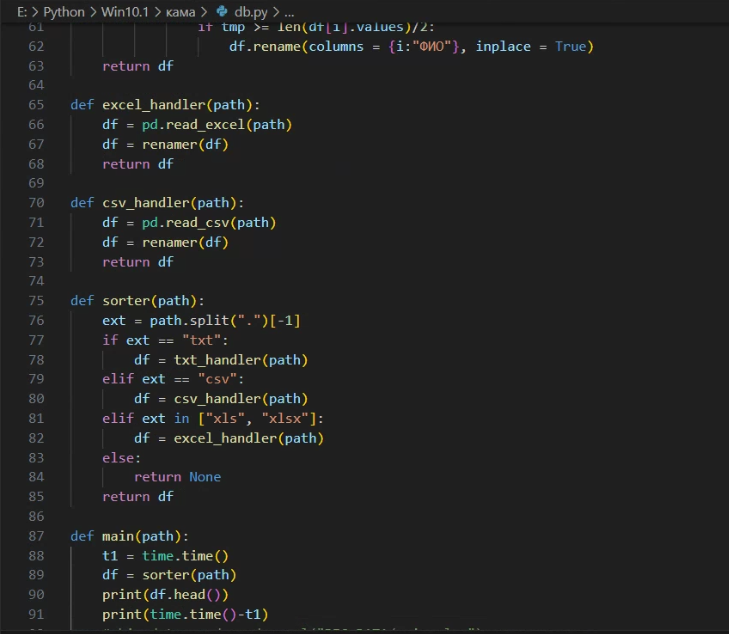 E: > Python > Win10.1 > кама > db.py > ...
61 if tmp >= len(df[i].values)/2:
62 df.rename(columns = {i:"ФИО"}, inplace = True)
63 return df
64
65 def excel_handler(path):
66 df = pd.read_excel(path)
67 df = renamer(df)
68 return df
69
70 def csv_handler(path):
71 df = pd.read_csv(path)
72 df = renamer(df)
73 return df
74
75 def sorter(path):
76 ext = path.split(".")[-1]
77 if ext == "txt":
78 df = txt_handler(path)
79 elif ext == "csv":
80 df = csv_handler(path)
81 elif ext in ["xls", "xlsx"]:
82 df = excel_handler(path)
83 else:
84 return None
85 return df
86
87 def main(path):
88 t1 = time.time()
89 df = sorter(path)
90 print(df.head())
91 print(time.time()-t1)